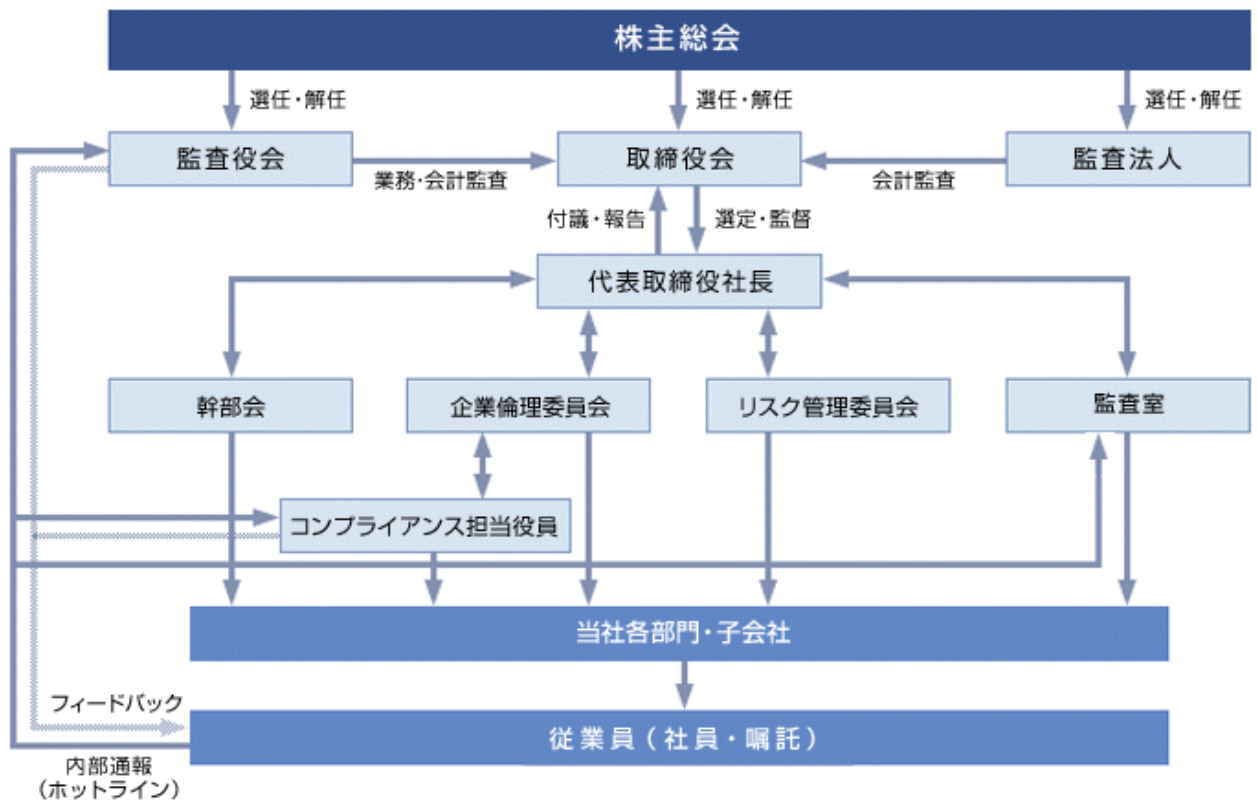 株主総会
選任・解任
選任・解任
選任・解任
監査役会
取締役会
監査法人
業務・会計監査
会計監査
付議・報告
選定・監督
代表取締役社長
幹部会
企業倫理委員会
リスク管理委員会
監査室
コンプライアンス担当役員
当社各部門・子会社
フィードバック
従業員（社員・嘱託）
内部通報
（ホットライン）